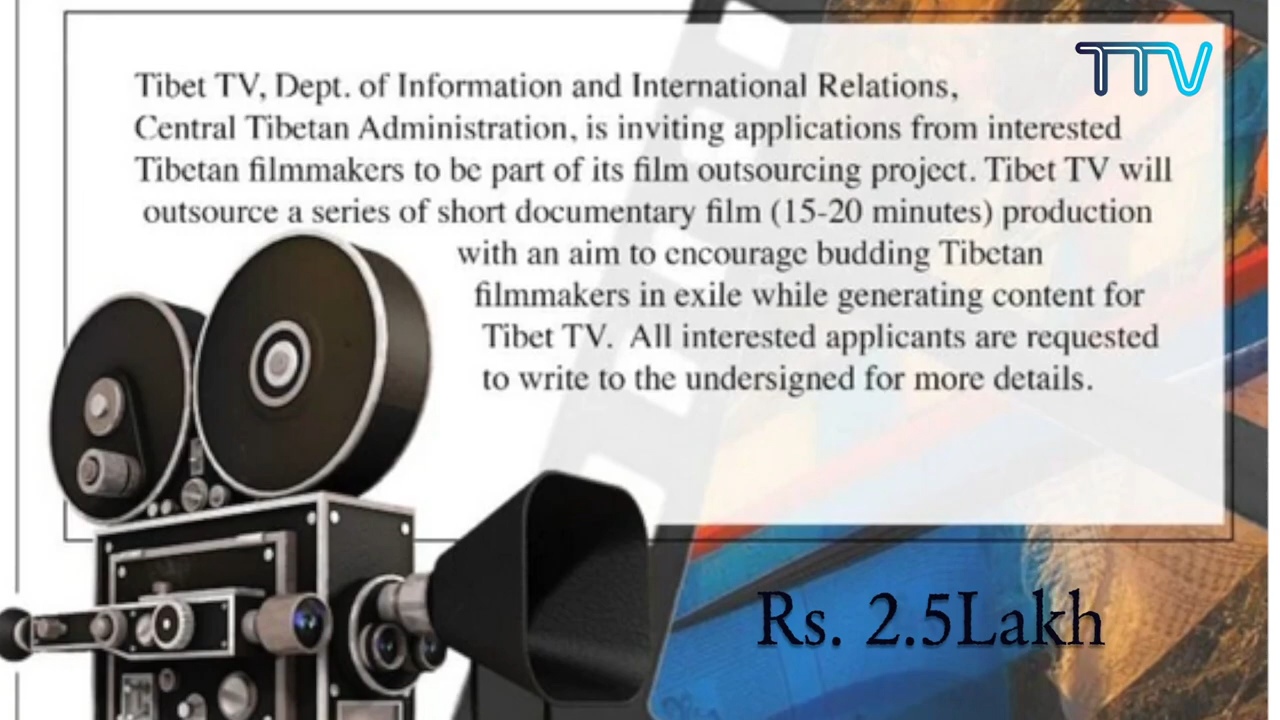 TTV
Tibet TV, Dept. of Information and International Relations,
Central Tibetan Administration, is inviting applications from interested
Tibetan filmmakers to be part of its film outsourcing project. Tibet TV will
outsource a series of short documentary film (15-20 minutes) production
with an aim to encourage budding Tibetan
filmmakers in exile while generating content for
Tibet TV. All interested applicants are requested
to write to the undersigned for more details.
Rs. 2.5Lakh